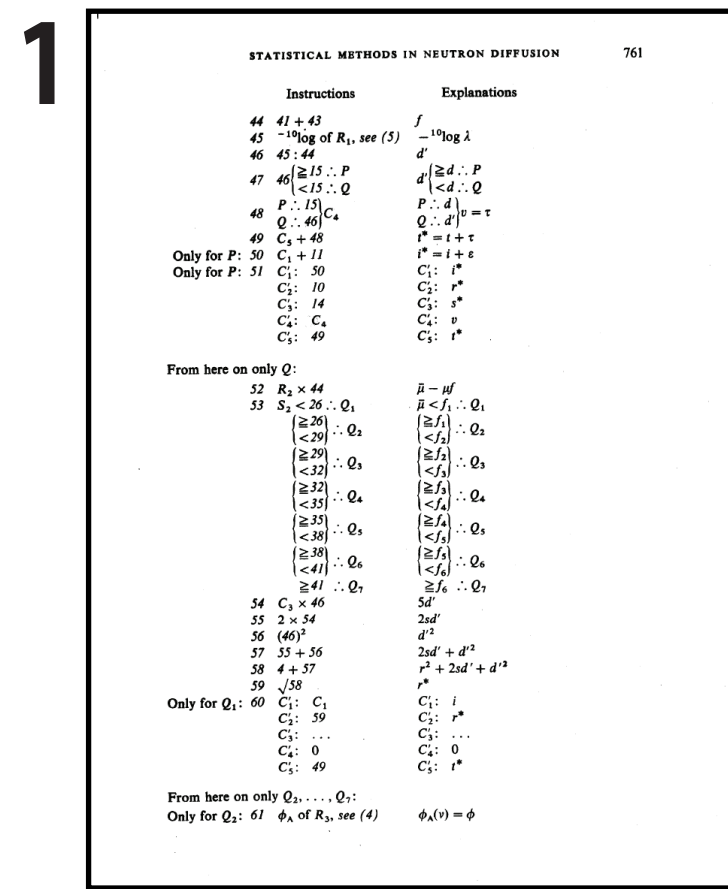 1
STATISTICAL METHODS IN NEUTRON DIFFUSION 761
Instructions Explanations
44 41 + 43 f
45 ⁻¹⁰log of R₁, see (5) −¹⁰log λ
46 45 : 44 d'
47 46 {≧15 ∴ P d' {≧d ∴ P
<15 ∴ Q <d ∴ Q
48 P ∴ 15} C₄ P ∴ d} v = τ
Q ∴ 46 Q ∴ d'
49 C₅ + 48 t* = t + τ
Only for P: 50 C₁ + 11 i* = i + ε
Only for P: 51 C'₁: 50 C'₁: i*
C'₂: 10 C'₂: r*
C'₃: 14 C'₃: s*
C'₄: C₄ C'₄: v
C'₅: 49 C'₅: t*
From here on only Q:
52 R₂ × 44 μ̄ − μf
53 S₂ < 26 ∴ Q₁ μ̄ < f₁ ∴ Q₁
{≧26 <29} ∴ Q₂ {≧f₁ <f₂} ∴ Q₂
{≧29 <32} ∴ Q₃ {≧f₂ <f₃} ∴ Q₃
{≧32 <35} ∴ Q₄ {≧f₃ <f₄} ∴ Q₄
{≧35 <38} ∴ Q₅ {≧f₄ <f₅} ∴ Q₅
{≧38 <41} ∴ Q₆ {≧f₅ <f₆} ∴ Q₆
≧41 ∴ Q₇ ≧f₆ ∴ Q₇
54 C₃ × 46 5d'
55 2 × 54 2sd'
56 (46)² d'²
57 55 + 56 2sd' + d'²
58 4 + 57 r² + 2sd' + d'²
59 √58 r*
Only for Q₁: 60 C'₁: C₁ C'₁: i
C'₂: 59 C'₂: r*
C'₃: ... C'₃: ...
C'₄: 0 C'₄: 0
C'₅: 49 C'₅: t*
From here on only Q₂, ..., Q₇:
Only for Q₂: 61 ϕ_A of R₃, see (4) ϕ_A(v) = ϕ